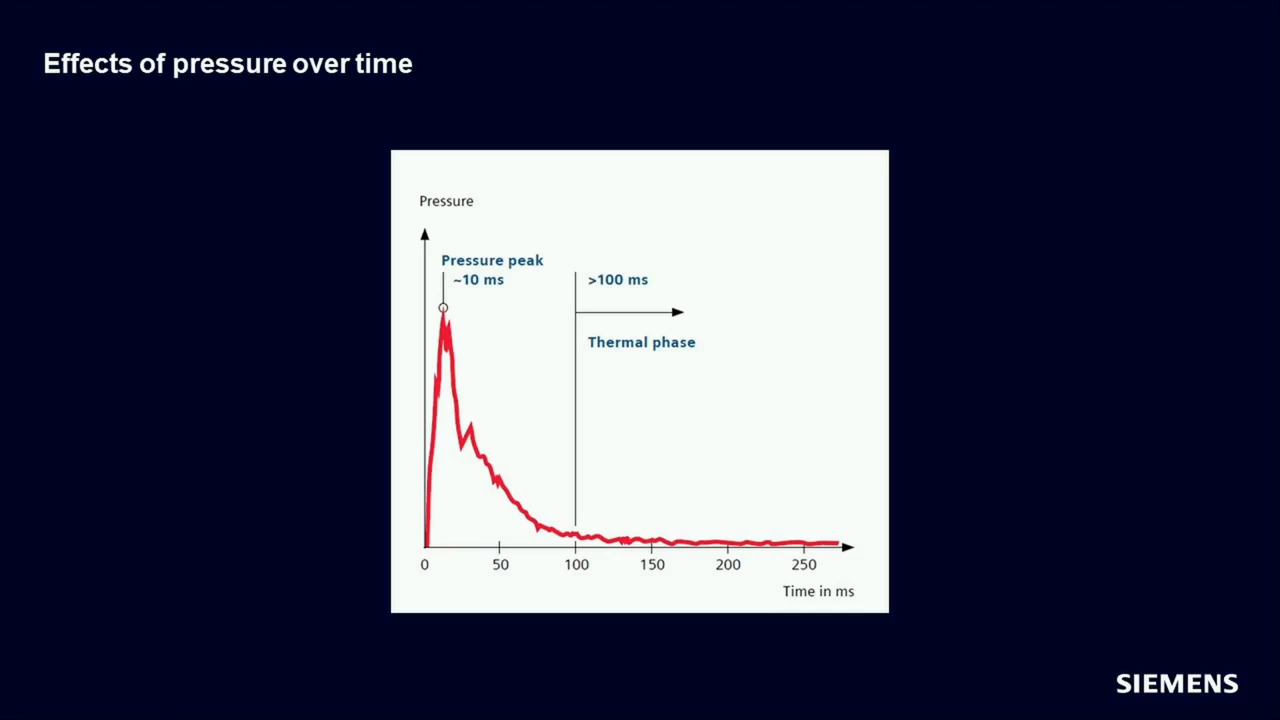 Effects of pressure over time
Pressure
Pressure peak
~10 ms
>100 ms
Thermal phase
0
50
100
150
200
250
Time in ms
SIEMENS